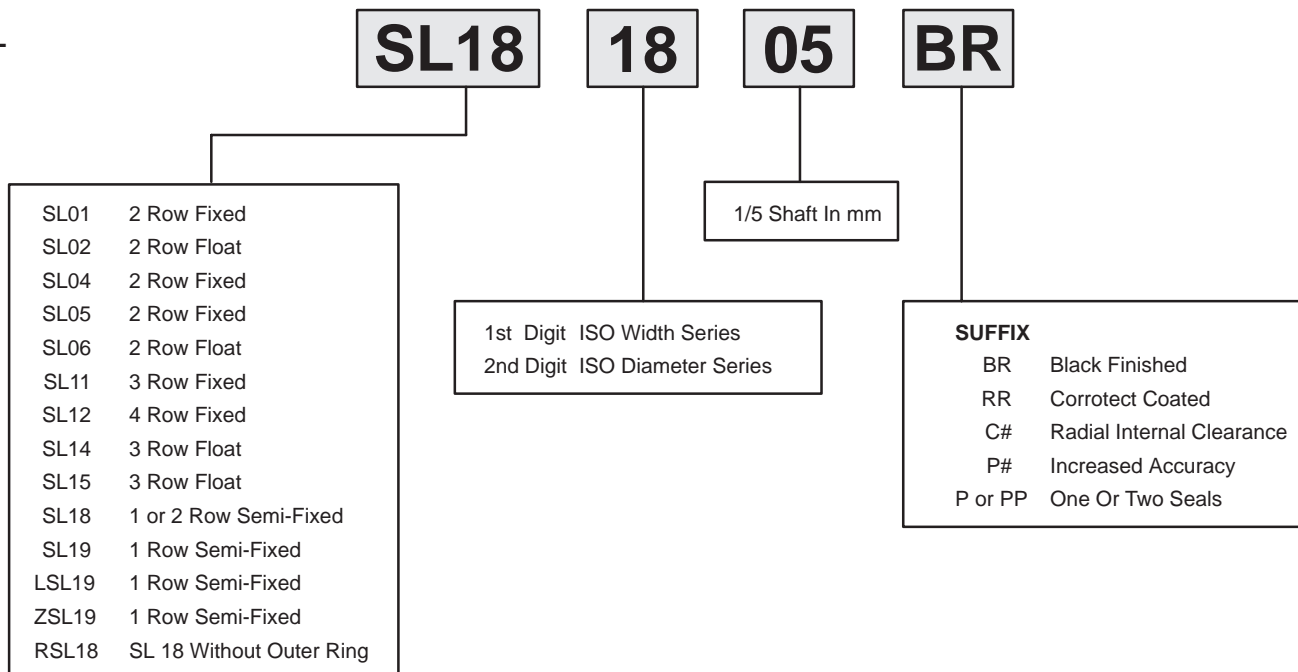 SL18 18 05 BR
SL01 2 Row Fixed
SL02 2 Row Float
SL04 2 Row Fixed
SL05 2 Row Fixed
SL06 2 Row Float
SL11 3 Row Fixed
SL12 4 Row Fixed
SL14 3 Row Float
SL15 3 Row Float
SL18 1 or 2 Row Semi-Fixed
SL19 1 Row Semi-Fixed
LSL19 1 Row Semi-Fixed
ZSL19 1 Row Semi-Fixed
RSL18 SL 18 Without Outer Ring
1st Digit ISO Width Series
2nd Digit ISO Diameter Series
1/5 Shaft In mm
SUFFIX
BR Black Finished
RR Corrotect Coated
C# Radial Internal Clearance
P# Increased Accuracy
P or PP One Or Two Seals